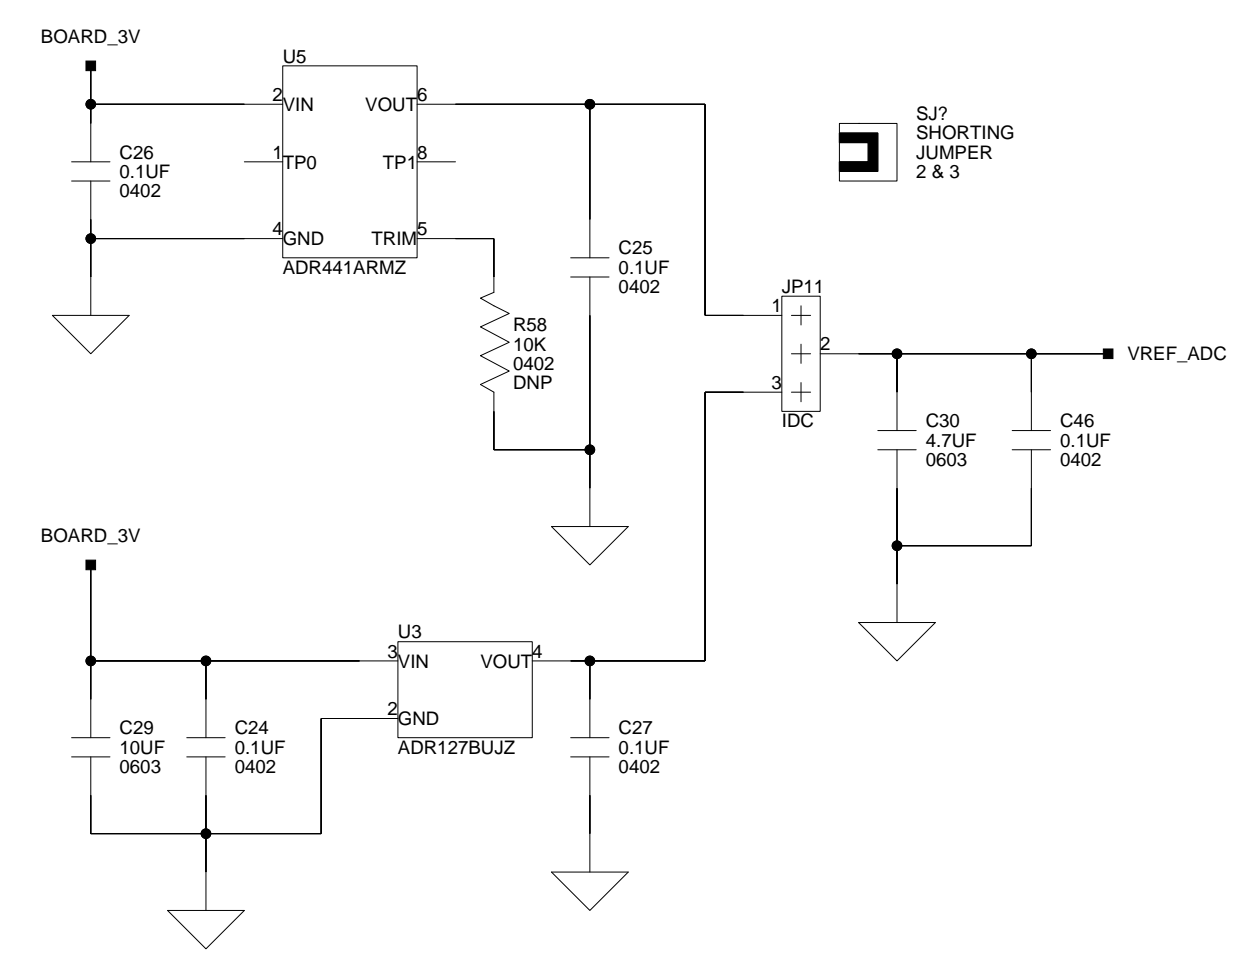 BOARD_3V
U5
2
VIN
VOUT
6
1
TP0
TP1
8
4
GND
TRIM
5
ADR441ARMZ
C26
0.1UF
0402
R58
10K
0402
DNP
C25
0.1UF
0402
SJ?
SHORTING
JUMPER
2 & 3
JP11
1
2
3
IDC
VREF_ADC
C30
4.7UF
0603
C46
0.1UF
0402
BOARD_3V
U3
3
VIN
VOUT
4
2
GND
ADR127BUJZ
C29
10UF
0603
C24
0.1UF
0402
C27
0.1UF
0402